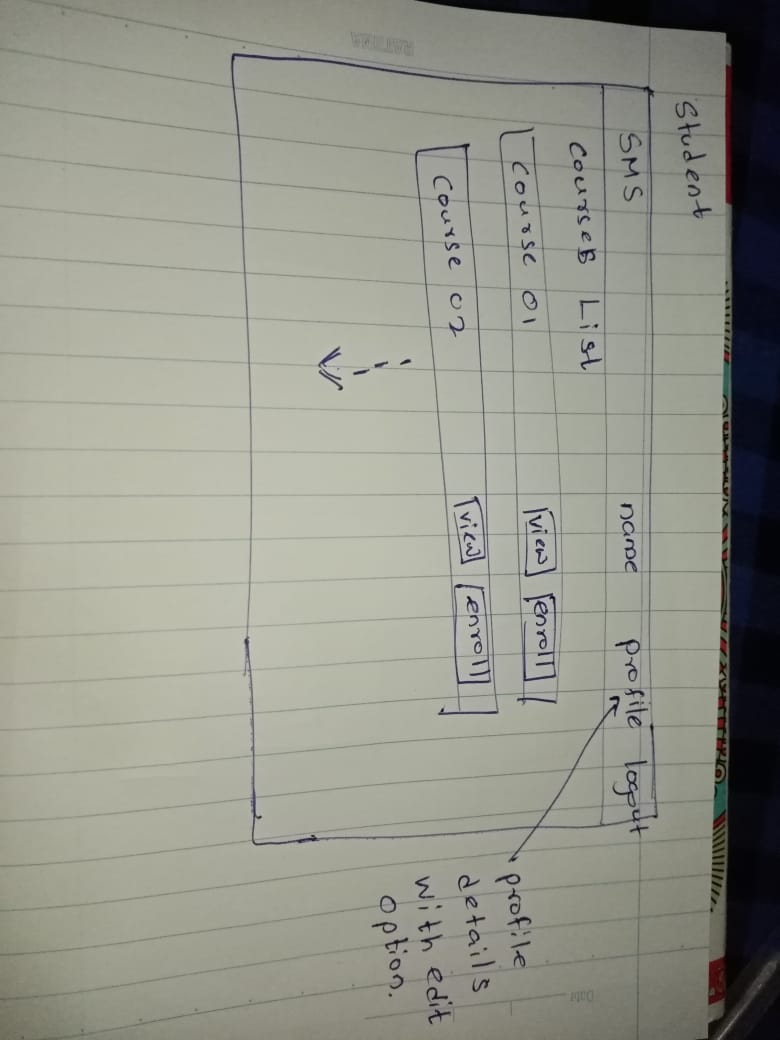 Student
SMS name profile logout
Courses List
Course 01 view enroll
Course 02 view enroll
profile
details
with edit
option.